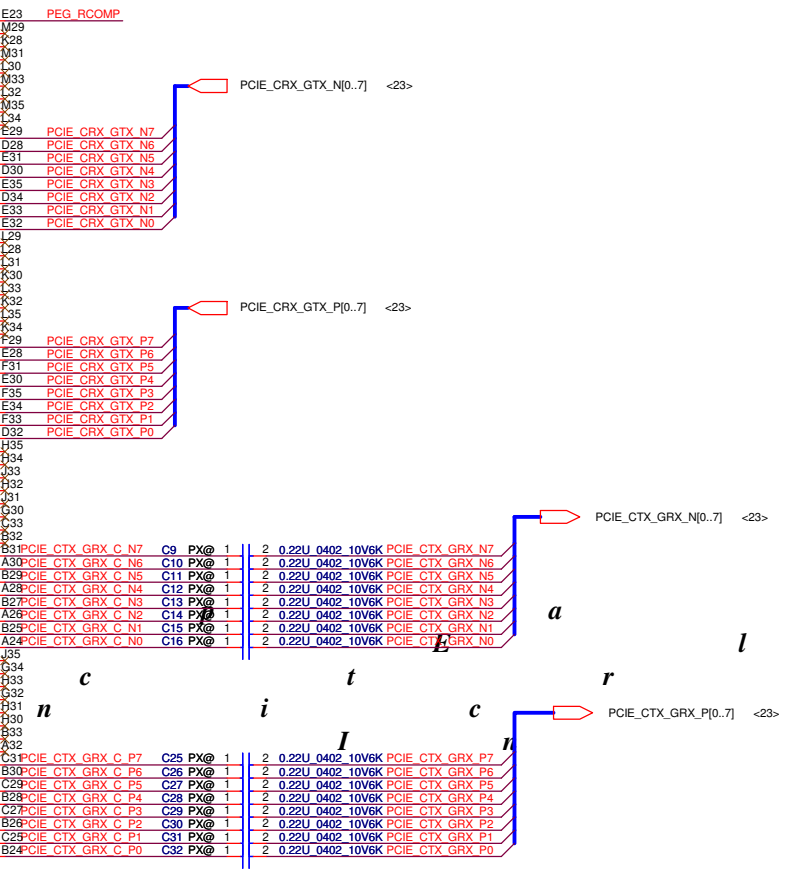 E23 PEG_RCOMP
M29
K28
M31
L30
M33
L32
M35
L34
PCIE_CRX_GTX_N[0..7] <23>
E29 PCIE_CRX_GTX_N7
D28 PCIE_CRX_GTX_N6
E31 PCIE_CRX_GTX_N5
D30 PCIE_CRX_GTX_N4
E35 PCIE_CRX_GTX_N3
D34 PCIE_CRX_GTX_N2
E33 PCIE_CRX_GTX_N1
E32 PCIE_CRX_GTX_N0
L29
L28
L31
K30
L33
K32
L35
K34
PCIE_CRX_GTX_P[0..7] <23>
F29 PCIE_CRX_GTX_P7
E28 PCIE_CRX_GTX_P6
F31 PCIE_CRX_GTX_P5
E30 PCIE_CRX_GTX_P4
F35 PCIE_CRX_GTX_P3
E34 PCIE_CRX_GTX_P2
F33 PCIE_CRX_GTX_P1
D32 PCIE_CRX_GTX_P0
H35
H34
J33
H32
J31
G30
C33
B32
PCIE_CTX_GRX_N[0..7] <23>
B31 PCIE_CTX_GRX_C_N7 C9 PX@ 1 2 0.22U_0402_10V6K PCIE_CTX_GRX_N7
A30 PCIE_CTX_GRX_C_N6 C10 PX@ 1 2 0.22U_0402_10V6K PCIE_CTX_GRX_N6
B29 PCIE_CTX_GRX_C_N5 C11 PX@ 1 2 0.22U_0402_10V6K PCIE_CTX_GRX_N5
A28 PCIE_CTX_GRX_C_N4 C12 PX@ 1 2 0.22U_0402_10V6K PCIE_CTX_GRX_N4
B27 PCIE_CTX_GRX_C_N3 C13 PX@ 1 2 0.22U_0402_10V6K PCIE_CTX_GRX_N3
A26 PCIE_CTX_GRX_C_N2 C14 PX@ 1 2 0.22U_0402_10V6K PCIE_CTX_GRX_N2
B25 PCIE_CTX_GRX_C_N1 C15 PX@ 1 2 0.22U_0402_10V6K PCIE_CTX_GRX_N1
A24 PCIE_CTX_GRX_C_N0 C16 PX@ 1 2 0.22U_0402_10V6K PCIE_CTX_GRX_N0
a
E l
c t r
n i c
I n
J35
G34
H33
G32
H31
H30
B33
A32
PCIE_CTX_GRX_P[0..7] <23>
C31 PCIE_CTX_GRX_C_P7 C25 PX@ 1 2 0.22U_0402_10V6K PCIE_CTX_GRX_P7
B30 PCIE_CTX_GRX_C_P6 C26 PX@ 1 2 0.22U_0402_10V6K PCIE_CTX_GRX_P6
C29 PCIE_CTX_GRX_C_P5 C27 PX@ 1 2 0.22U_0402_10V6K PCIE_CTX_GRX_P5
B28 PCIE_CTX_GRX_C_P4 C28 PX@ 1 2 0.22U_0402_10V6K PCIE_CTX_GRX_P4
C27 PCIE_CTX_GRX_C_P3 C29 PX@ 1 2 0.22U_0402_10V6K PCIE_CTX_GRX_P3
B26 PCIE_CTX_GRX_C_P2 C30 PX@ 1 2 0.22U_0402_10V6K PCIE_CTX_GRX_P2
C25 PCIE_CTX_GRX_C_P1 C31 PX@ 1 2 0.22U_0402_10V6K PCIE_CTX_GRX_P1
B24 PCIE_CTX_GRX_C_P0 C32 PX@ 1 2 0.22U_0402_10V6K PCIE_CTX_GRX_P0